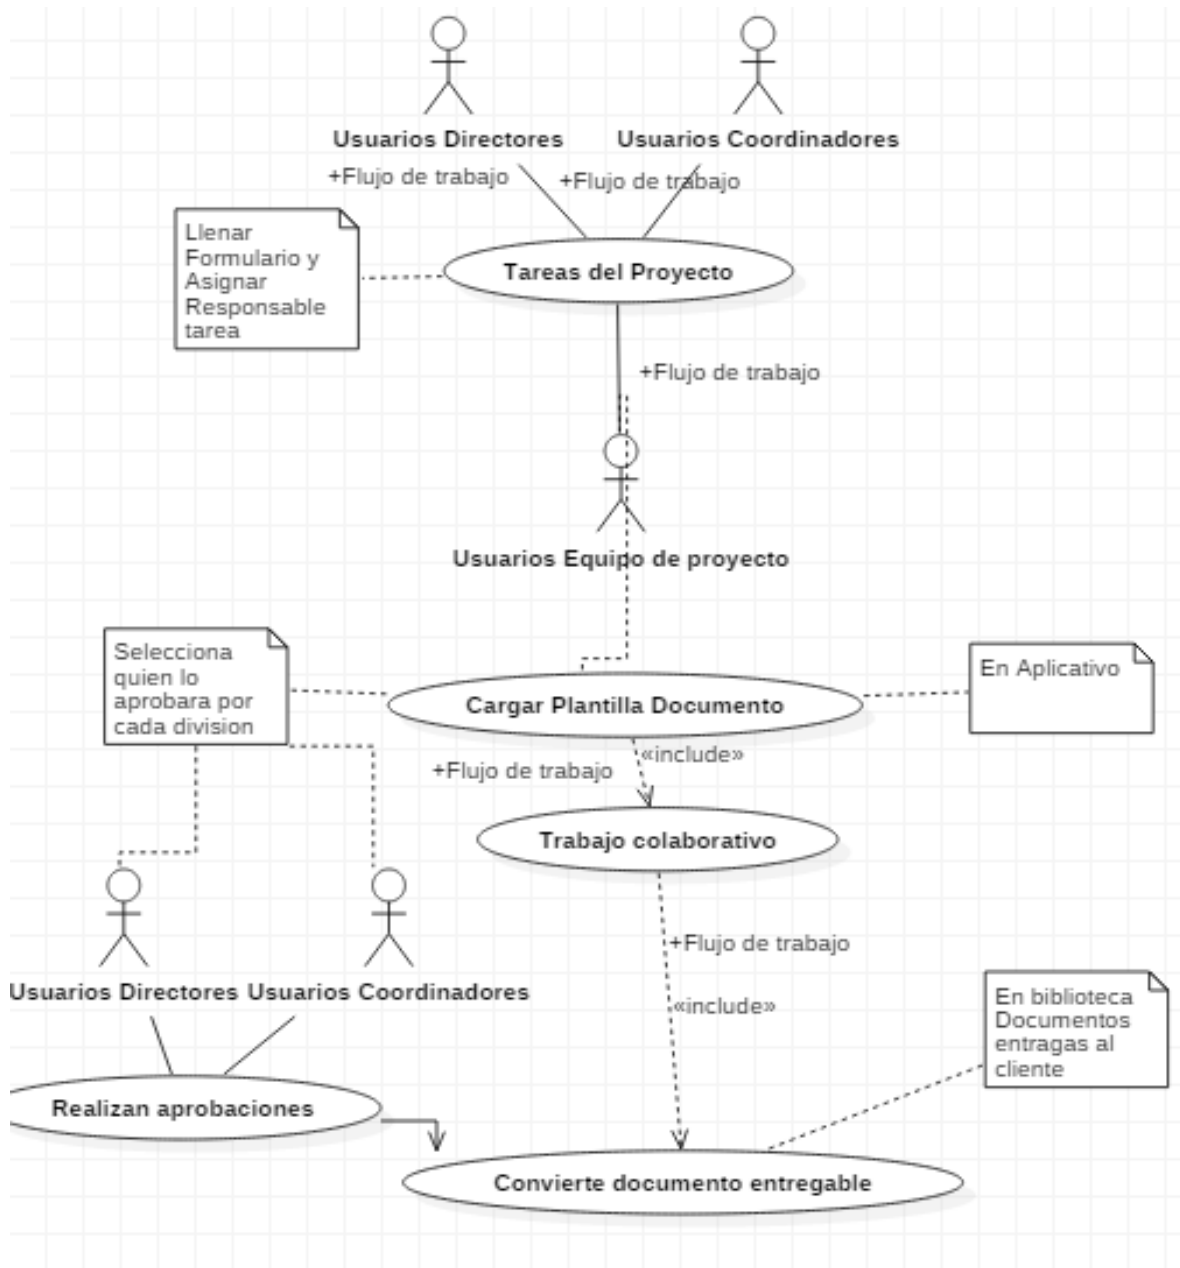 Usuarios Directores
Usuarios Coordinadores
+Flujo de trabajo
+Flujo de trabajo
Llenar
Formulario y
Asignar
Responsable
tarea
Tareas del Proyecto
+Flujo de trabajo
Usuarios Equipo de proyecto
Selecciona
quien lo
aprobara por
cada division
En Aplicativo
Cargar Plantilla Documento
«include»
+Flujo de trabajo
Trabajo colaborativo
+Flujo de trabajo
«include»
Usuarios Directores
Usuarios Coordinadores
En biblioteca
Documentos
entragas al
cliente
Realizan aprobaciones
Convierte documento entregable